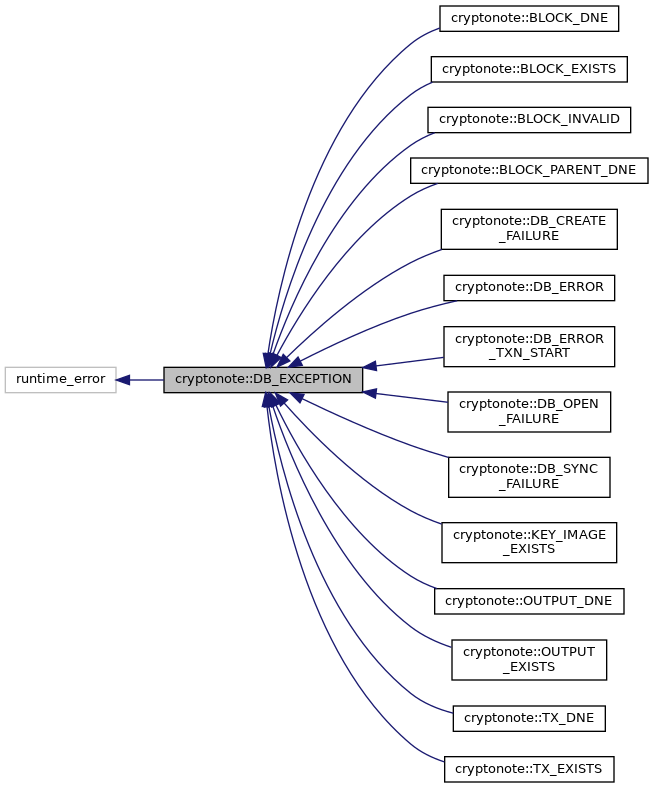 cryptonote::BLOCK_DNE
cryptonote::BLOCK_EXISTS
cryptonote::BLOCK_INVALID
cryptonote::BLOCK_PARENT_DNE
cryptonote::DB_CREATE
_FAILURE
cryptonote::DB_ERROR
cryptonote::DB_ERROR
_TXN_START
runtime_error
cryptonote::DB_EXCEPTION
cryptonote::DB_OPEN
_FAILURE
cryptonote::DB_SYNC
_FAILURE
cryptonote::KEY_IMAGE
_EXISTS
cryptonote::OUTPUT_DNE
cryptonote::OUTPUT
_EXISTS
cryptonote::TX_DNE
cryptonote::TX_EXISTS